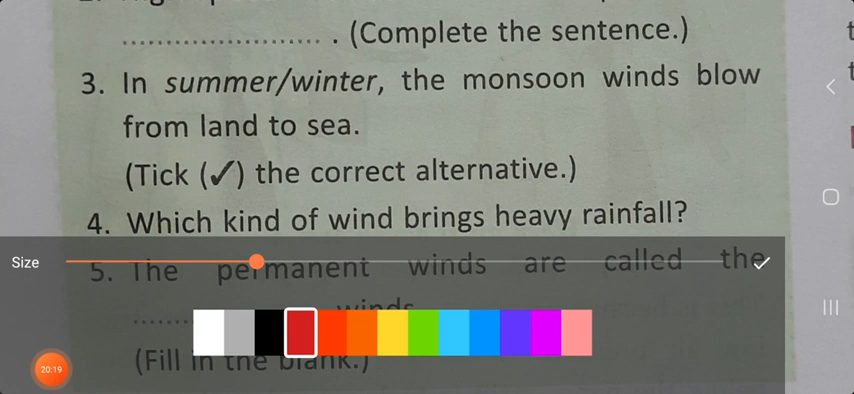 . (Complete the sentence.)
3. In summer/winter, the monsoon winds blow
from land to sea.
(Tick (✓) the correct alternative.)
4. Which kind of wind brings heavy rainfall?
Size
5. The permanent winds are called the
winds
(Fill in the blank.)
20:19